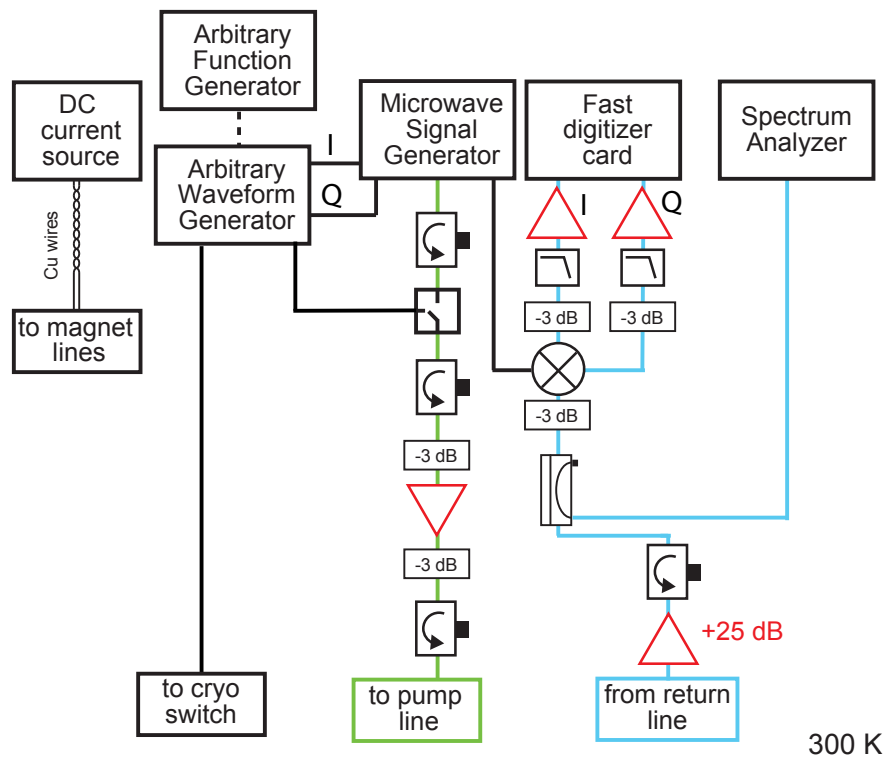 Arbitrary
Function
Generator
DC
current
source
Microwave
Signal
Generator
Fast
digitizer
card
Spectrum
Analyzer
Arbitrary
Waveform
Generator
I
Q
I
Q
Cu wires
to magnet
lines
-3 dB
-3 dB
-3 dB
-3 dB
-3 dB
+25 dB
to cryo
switch
to pump
line
from return
line
300 K